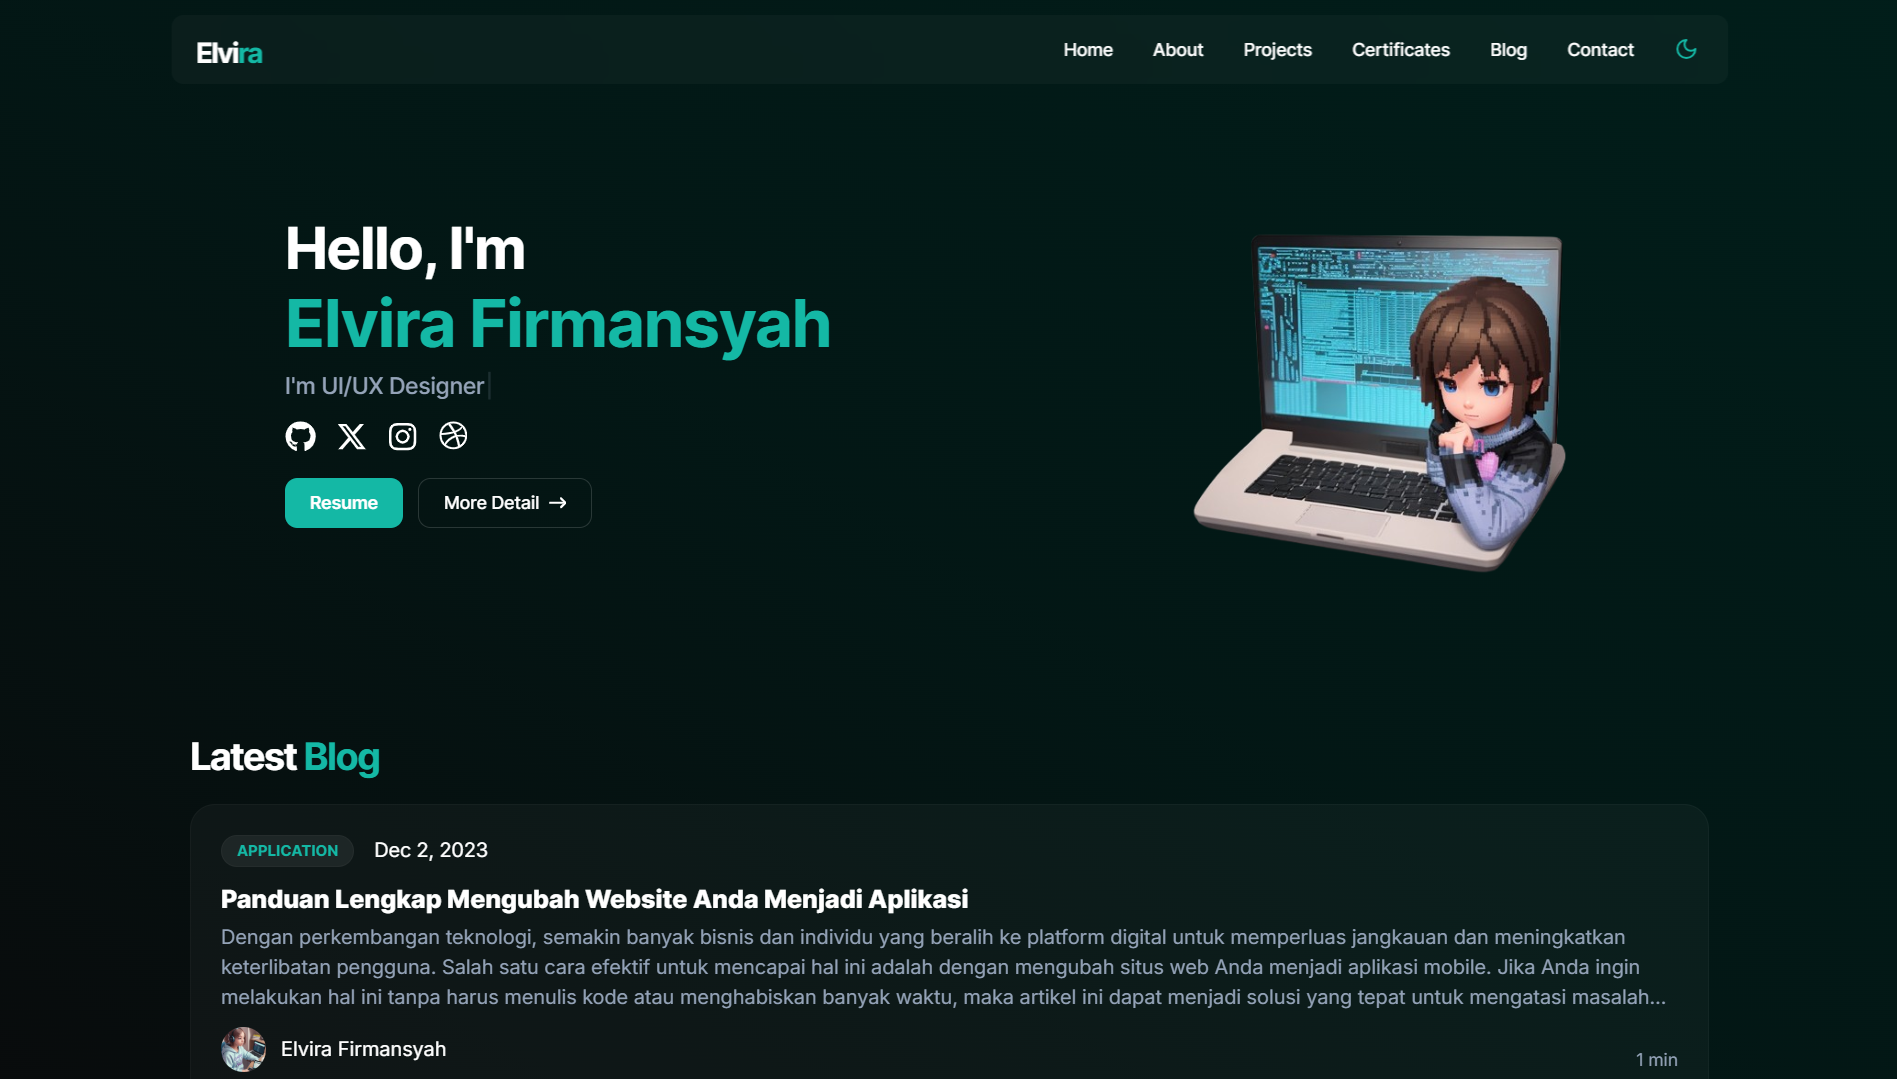 Elvira
Home About Projects Certificates Blog Contact
Hello, I'm
Elvira Firmansyah
I'm UI/UX Designer
Resume
More Detail →
Latest Blog
APPLICATION Dec 2, 2023
Panduan Lengkap Mengubah Website Anda Menjadi Aplikasi
Dengan perkembangan teknologi, semakin banyak bisnis dan individu yang beralih ke platform digital untuk memperluas jangkauan dan meningkatkan
keterlibatan pengguna. Salah satu cara efektif untuk mencapai hal ini adalah dengan mengubah situs web Anda menjadi aplikasi mobile. Jika Anda ingin
melakukan hal ini tanpa harus menulis kode atau menghabiskan banyak waktu, maka artikel ini dapat menjadi solusi yang tepat untuk mengatasi masalah...
Elvira Firmansyah
1 min